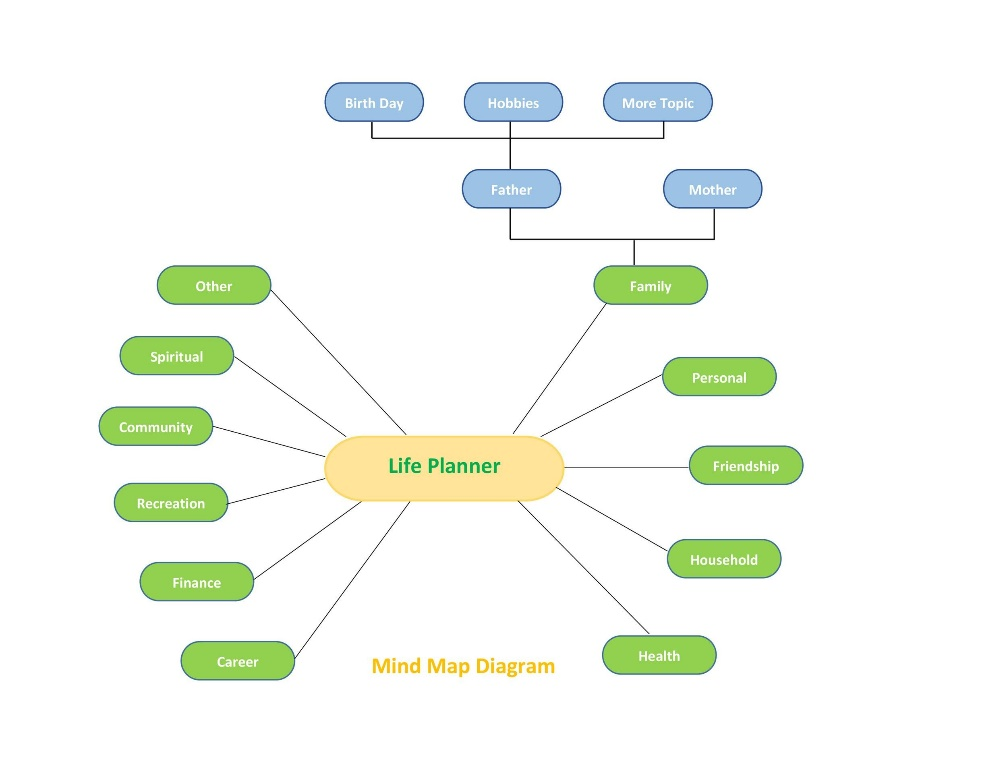 Birth Day
Hobbies
More Topic
Father
Mother
Other
Family
Spiritual
Personal
Community
Life Planner
Friendship
Recreation
Household
Finance
Career
Mind Map Diagram
Health